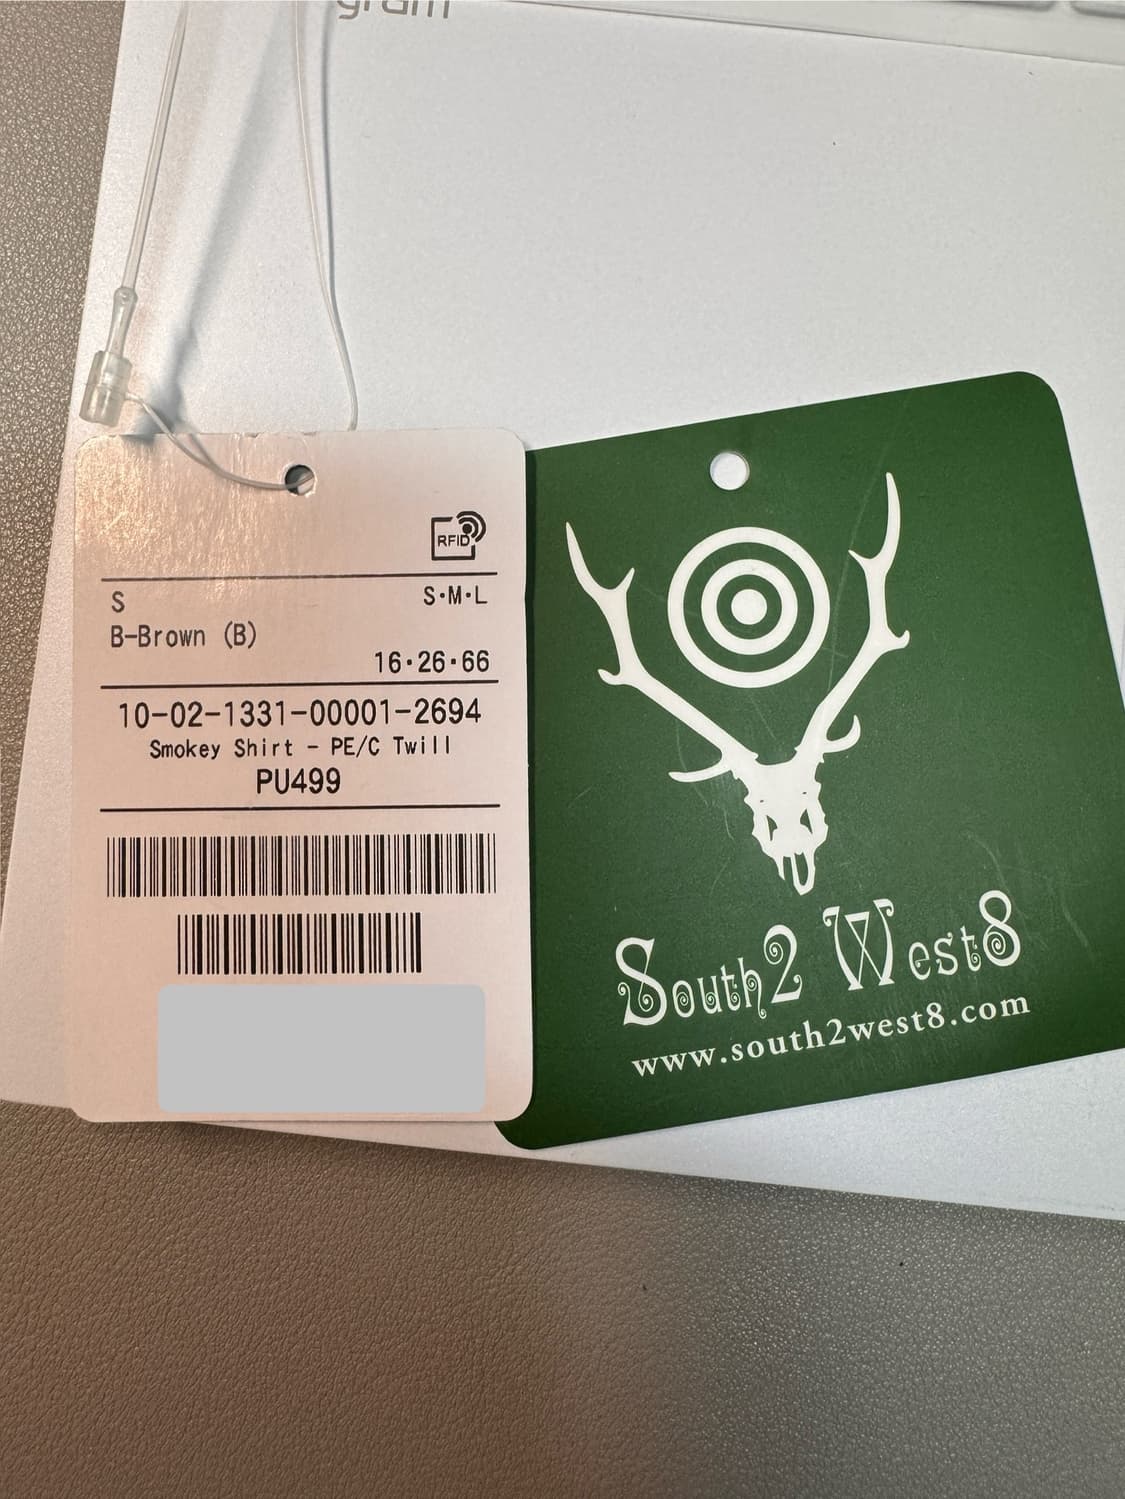 gram
RFID
S S・M・L
B-Brown (B)
16・26・66
10-02-1331-00001-2694
Smokey Shirt - PE/C Twill
PU499
South2 West8
www.south2west8.com